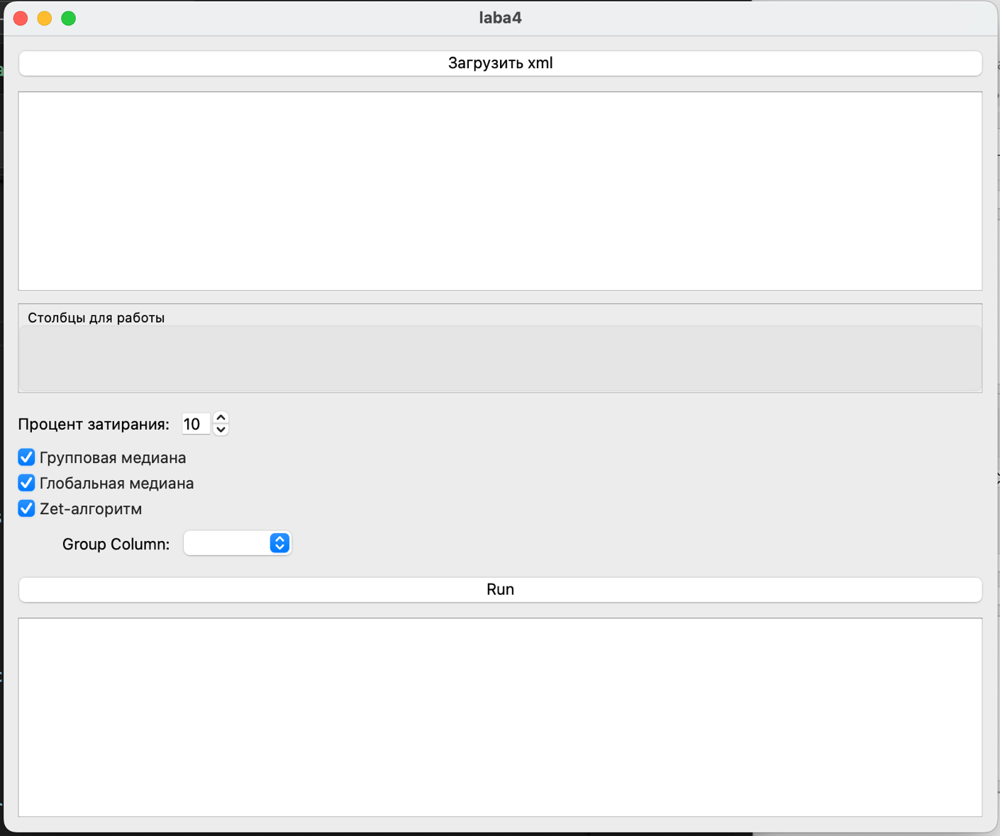 laba4
Загрузить xml
Столбцы для работы
Процент затирания: 10
Групповая медиана
Глобальная медиана
Zet-алгоритм
Group Column:
Run